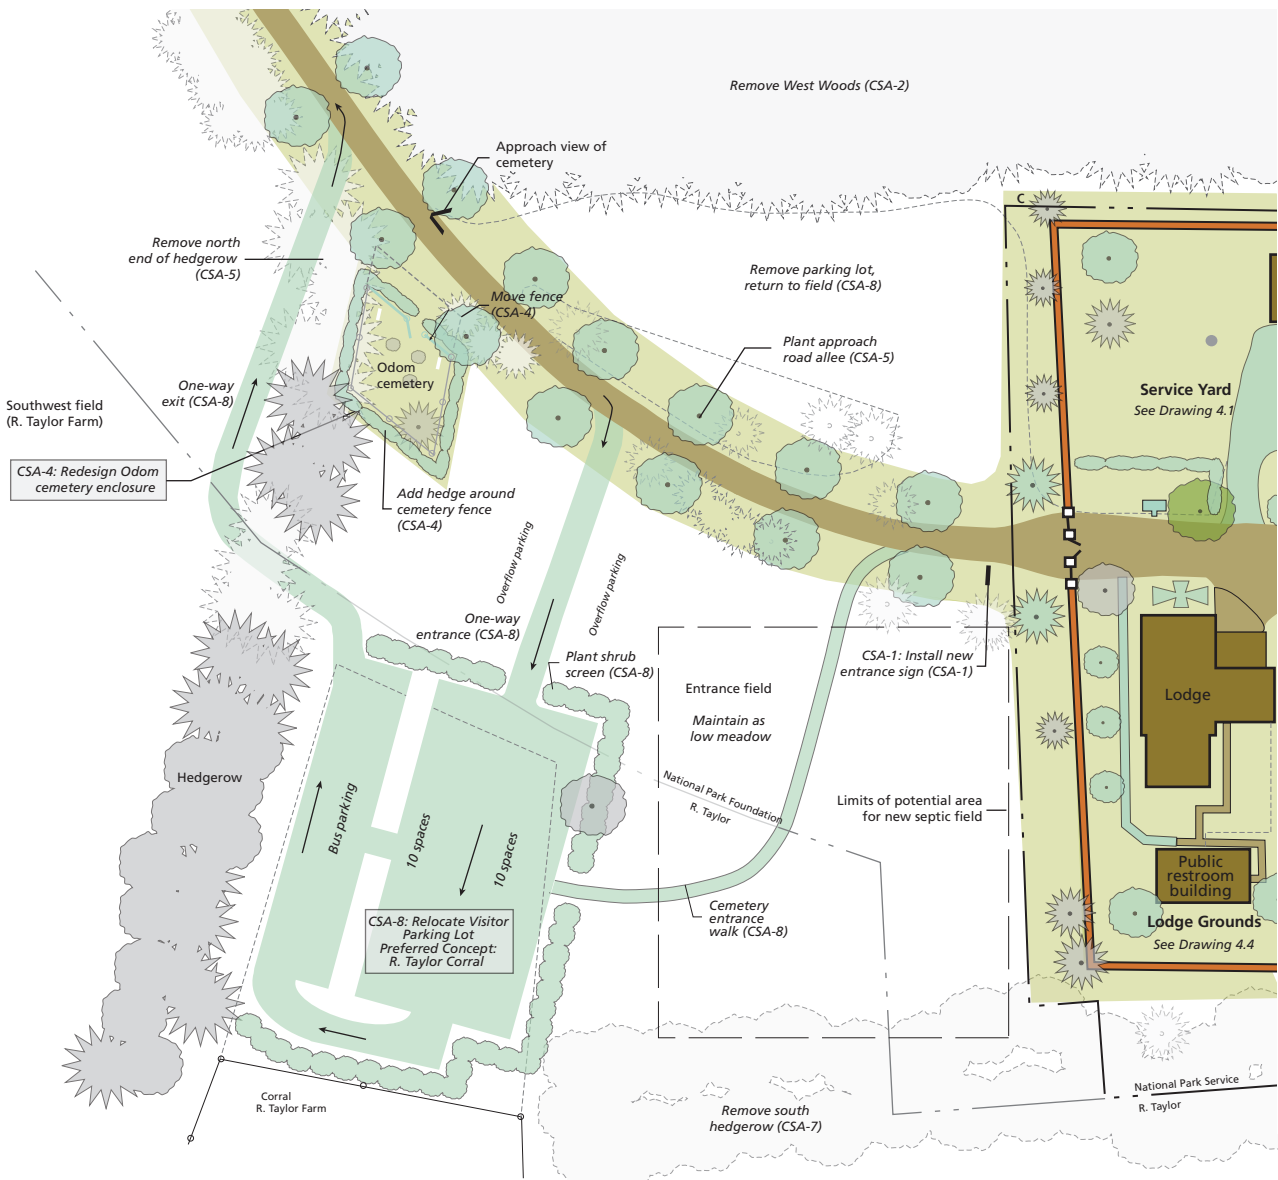 Remove West Woods (CSA-2)
Approach view of
cemetery
C
Remove north
end of hedgerow
(CSA-5)
Remove parking lot,
return to field (CSA-8)
Move fence
(CSA-4)
Plant approach
road allee (CSA-5)
Odom
cemetery
One-way
exit (CSA-8)
Service Yard
See Drawing 4.1
Southwest field
(R. Taylor Farm)
CSA-4: Redesign Odom
cemetery enclosure
Add hedge around
cemetery fence
(CSA-4)
Overflow parking
Overflow parking
One-way
entrance (CSA-8)
Plant shrub
screen (CSA-8)
CSA-1: Install new
entrance sign (CSA-1)
Entrance field
Maintain as
low meadow
Lodge
Hedgerow
National Park Foundation
R. Taylor
Limits of potential area
for new septic field
Bus parking
10 spaces
10 spaces
Public
restroom
building
Cemetery
entrance
walk (CSA-8)
CSA-8: Relocate Visitor
Parking Lot
Preferred Concept:
R. Taylor Corral
Lodge Grounds
See Drawing 4.4
Corral
R. Taylor Farm
National Park Service
R. Taylor
Remove south
hedgerow (CSA-7)